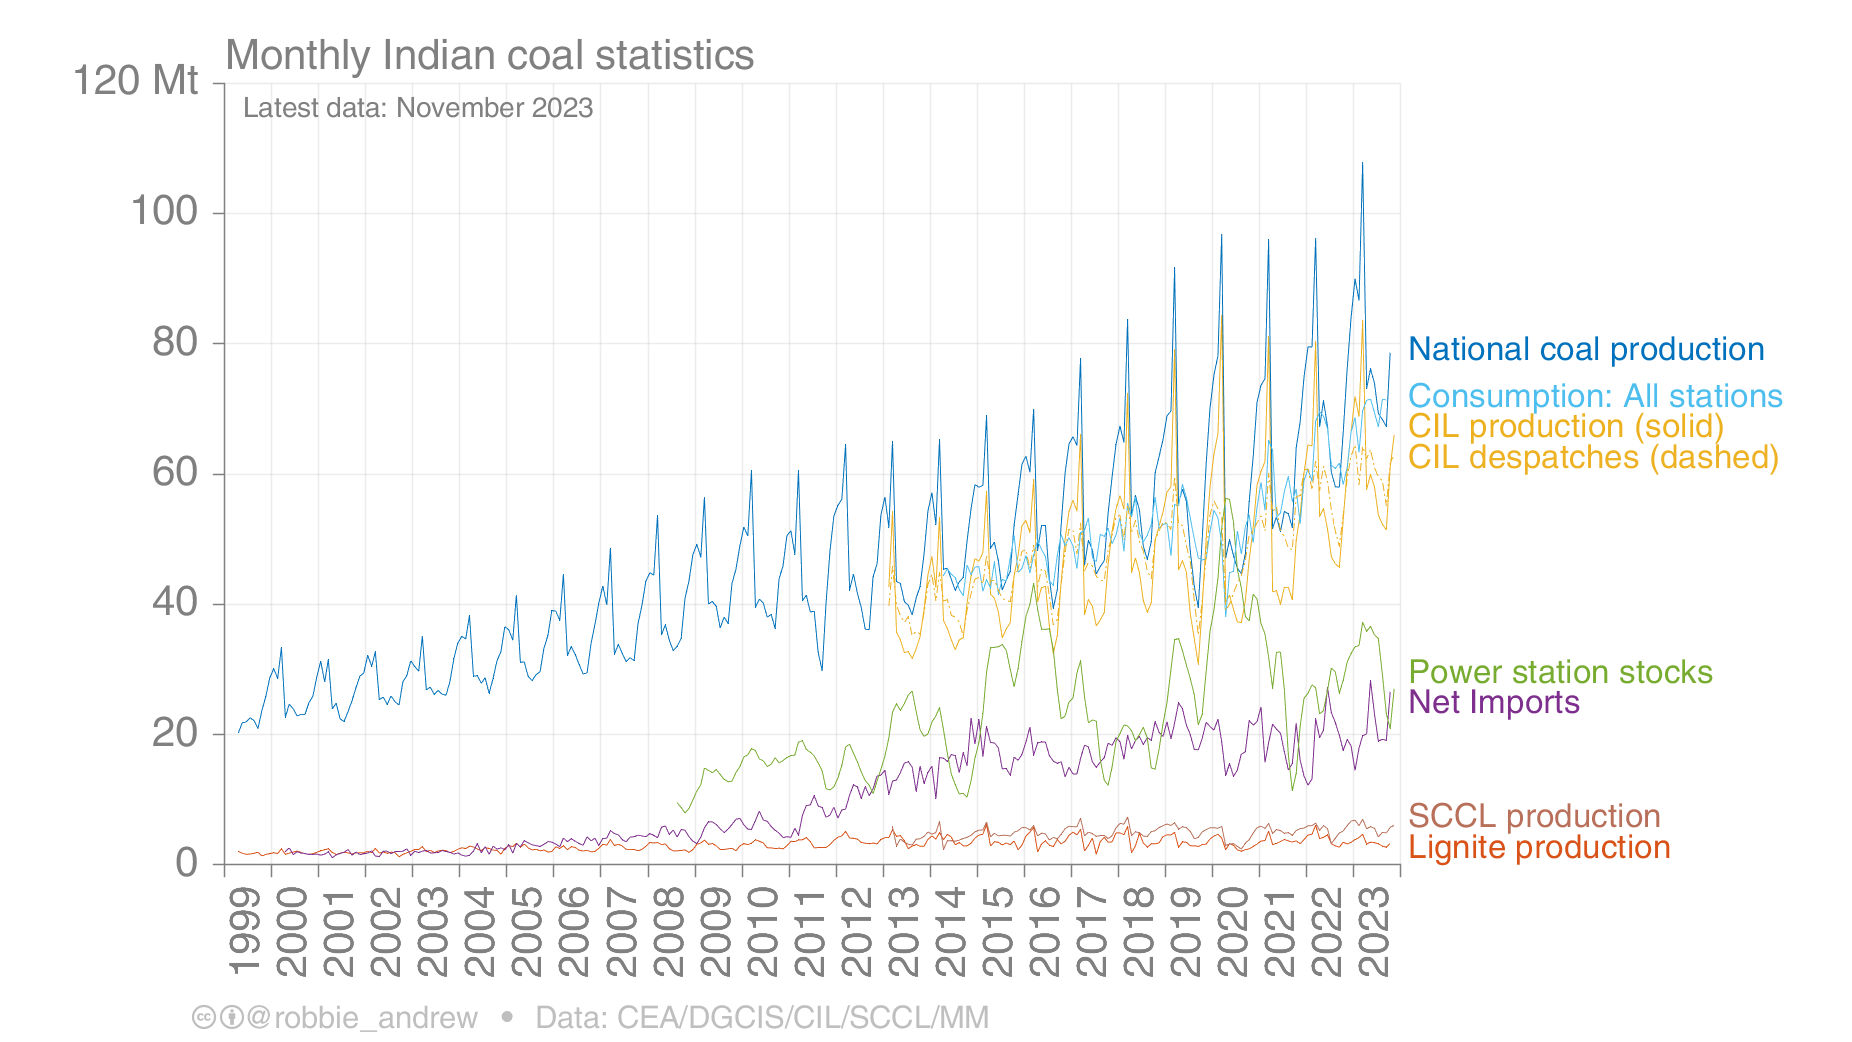 Monthly Indian coal statistics
120 Mt
Latest data: November 2023
100
80
60
40
20
0
National coal production
Consumption: All stations
CIL production (solid)
CIL despatches (dashed)
Power station stocks
Net Imports
SCCL production
Lignite production
1999 2000 2001 2002 2003 2004 2005 2006 2007 2008 2009 2010 2011 2012 2013 2014 2015 2016 2017 2018 2019 2020 2021 2022 2023
cc @robbie_andrew • Data: CEA/DGCIS/CIL/SCCL/MM